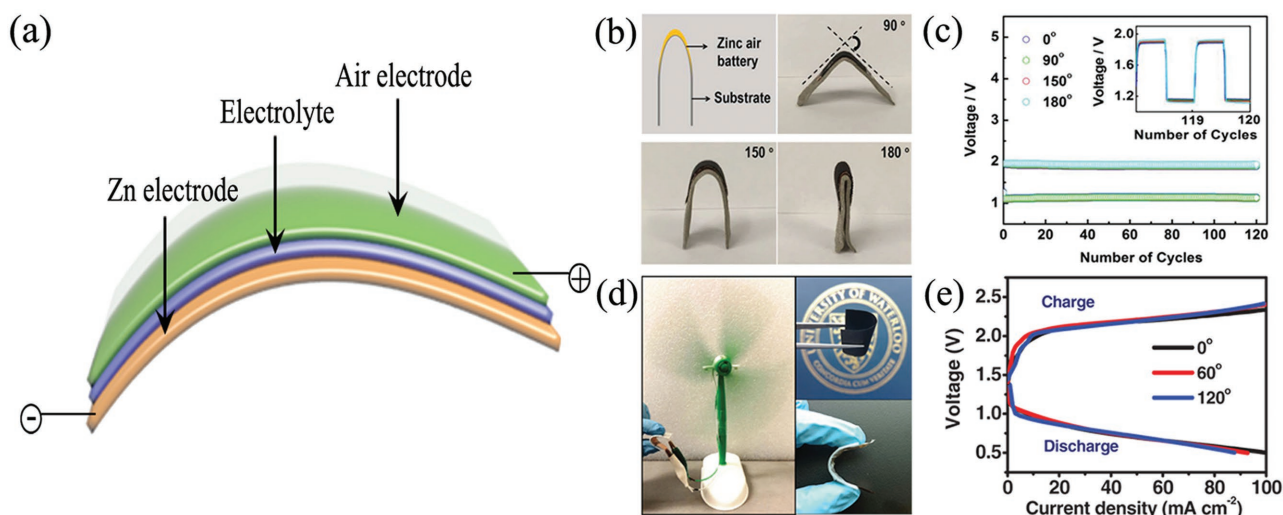 (a)
Air electrode
Electrolyte
Zn electrode
⊕
⊖
(b)
Zinc air
battery
Substrate
90 °
150 °
180 °
(c)
Voltage / V
5
4
3
2
1
0°
90°
150°
180°
Voltage / V
2.0
1.6
1.2
119
120
Number of Cycles
0
20
40
60
80
100
120
Number of Cycles
(d)
UNIVERSITY OF WATERLOO
CONCORDIA CUM VERITATE
(e)
Voltage (V)
2.5
2.0
1.5
1.0
0.5
Charge
0°
60°
120°
Discharge
0
20
40
60
80
100
Current density (mA cm⁻²)